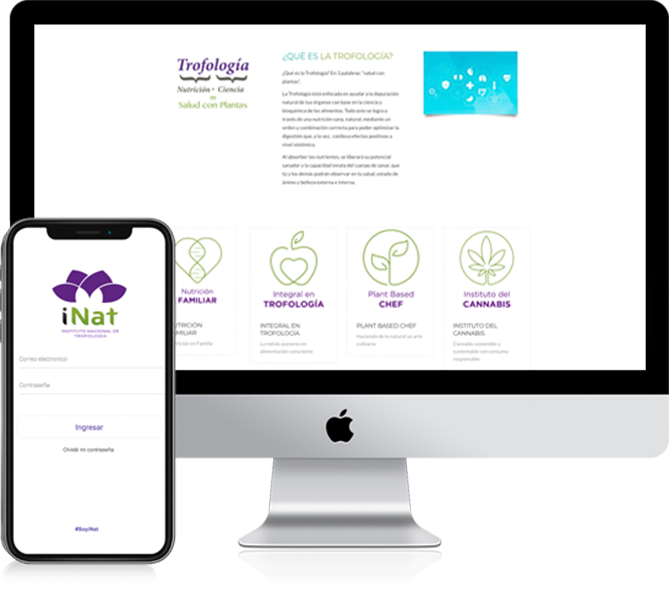 Trofología
Nutrición + Ciencia
Salud con Plantas
¿QUÉ ES LA TROFOLOGÍA?
¿Qué es la Trofología? En 3 palabras: "salud con
plantas".
La Trofología esta enfocada en ayudar a la depuración
natural de tus órganos con base en la ciencia y
bioquímica de los alimentos. Todo esto se logra a
través de una nutrición sana, natural, mediante un
orden y combinación correcta para poder optimizar la
digestión que, a la vez, conlleva efectos positivos a
nivel sistémico.
Al absorber los nutrientes, se liberará su potencial
sanador y la capacidad innata del cuerpo de sanar, que
tú y los demás podrán observar en tu salud, estado de
ánimo y belleza externa e interna.
Nutrición
FAMILIAR
NUTRICIÓN
FAMILIAR
Nutrición en Familia
Integral en
TROFOLOGÍA
INTEGRAL EN
TROFOLOGÍA
La red de asesores en
alimentación consciente
Plant Based
CHEF
PLANT BASED CHEF
Haciendo de lo natural un arte
culinario
Instituto del
CANNABIS
INSTITUTO DEL
CANNABIS
Cannabis sostenible y
sustentable con consumo
responsable
iNat
INSTITUTO NACIONAL DE
TROFOLOGÍA
Correo electrónico
Contraseña
Ingresar
Olvidé mi contraseña
#SoyiNat